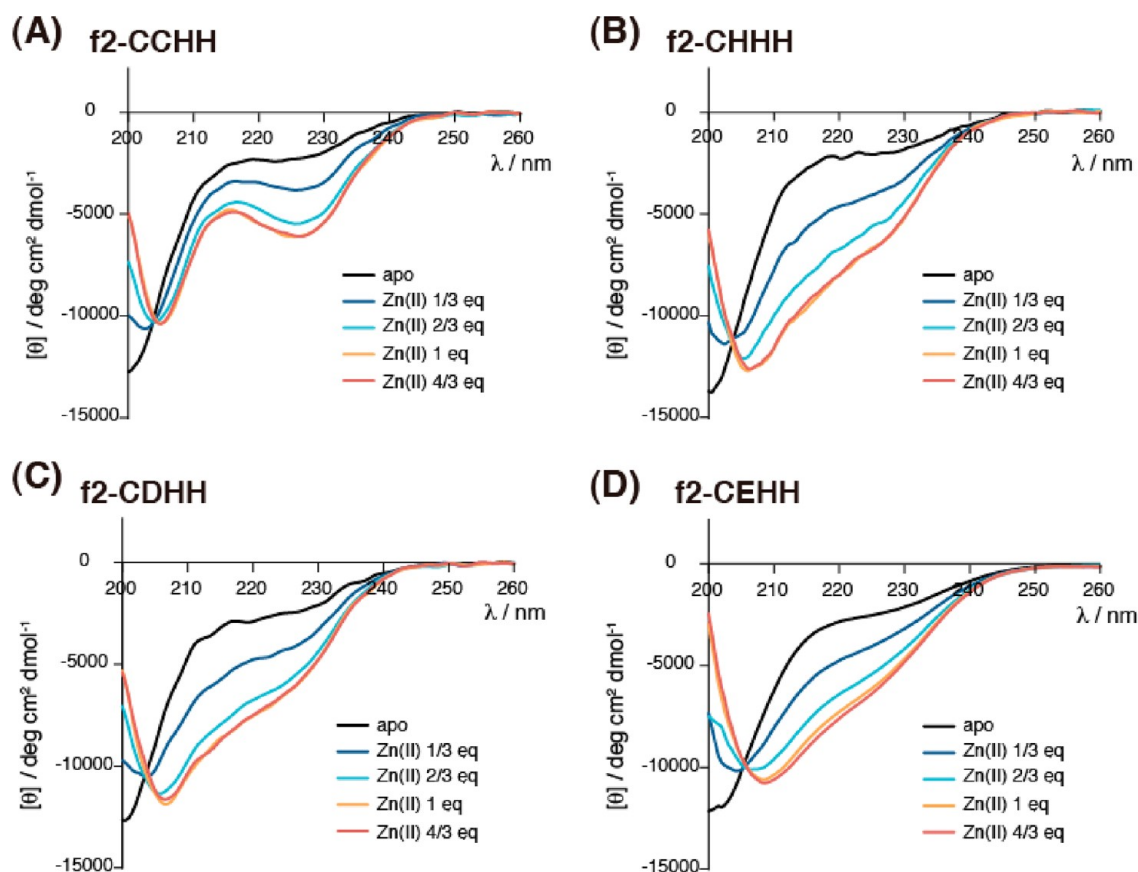 (A) f2-CCHH
0
200 210 220 230 240 250 260
λ / nm
-5000
-10000
-15000
[θ] / deg cm² dmol⁻¹
apo
Zn(II) 1/3 eq
Zn(II) 2/3 eq
Zn(II) 1 eq
Zn(II) 4/3 eq
(B) f2-CHHH
0
200 210 220 230 240 250 260
λ / nm
-5000
-10000
-15000
[θ] / deg cm² dmol⁻¹
apo
Zn(II) 1/3 eq
Zn(II) 2/3 eq
Zn(II) 1 eq
Zn(II) 4/3 eq
(C) f2-CDHH
0
200 210 220 230 240 250 260
λ / nm
-5000
-10000
-15000
[θ] / deg cm² dmol⁻¹
apo
Zn(II) 1/3 eq
Zn(II) 2/3 eq
Zn(II) 1 eq
Zn(II) 4/3 eq
(D) f2-CEHH
0
200 210 220 230 240 250 260
λ / nm
-5000
-10000
-15000
[θ] / deg cm² dmol⁻¹
apo
Zn(II) 1/3 eq
Zn(II) 2/3 eq
Zn(II) 1 eq
Zn(II) 4/3 eq